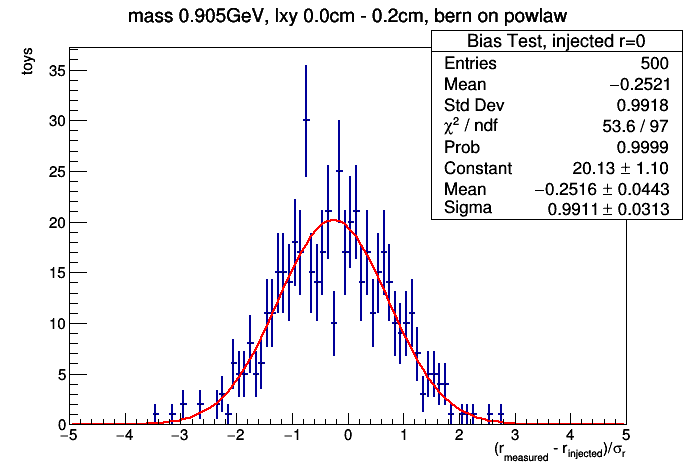 mass 0.905GeV, lxy 0.0cm - 0.2cm, bern on powlaw
Bias Test, injected r=0
Entries 500
Mean −0.2521
Std Dev 0.9918
χ² / ndf 53.6 / 97
Prob 0.9999
Constant 20.13 ± 1.10
Mean −0.2516 ± 0.0443
Sigma 0.9911 ± 0.0313
toys
35
30
25
20
15
10
5
0
−5 −4 −3 −2 −1 0 1 2 3 4 5
(r_measured - r_injected)/σ_r